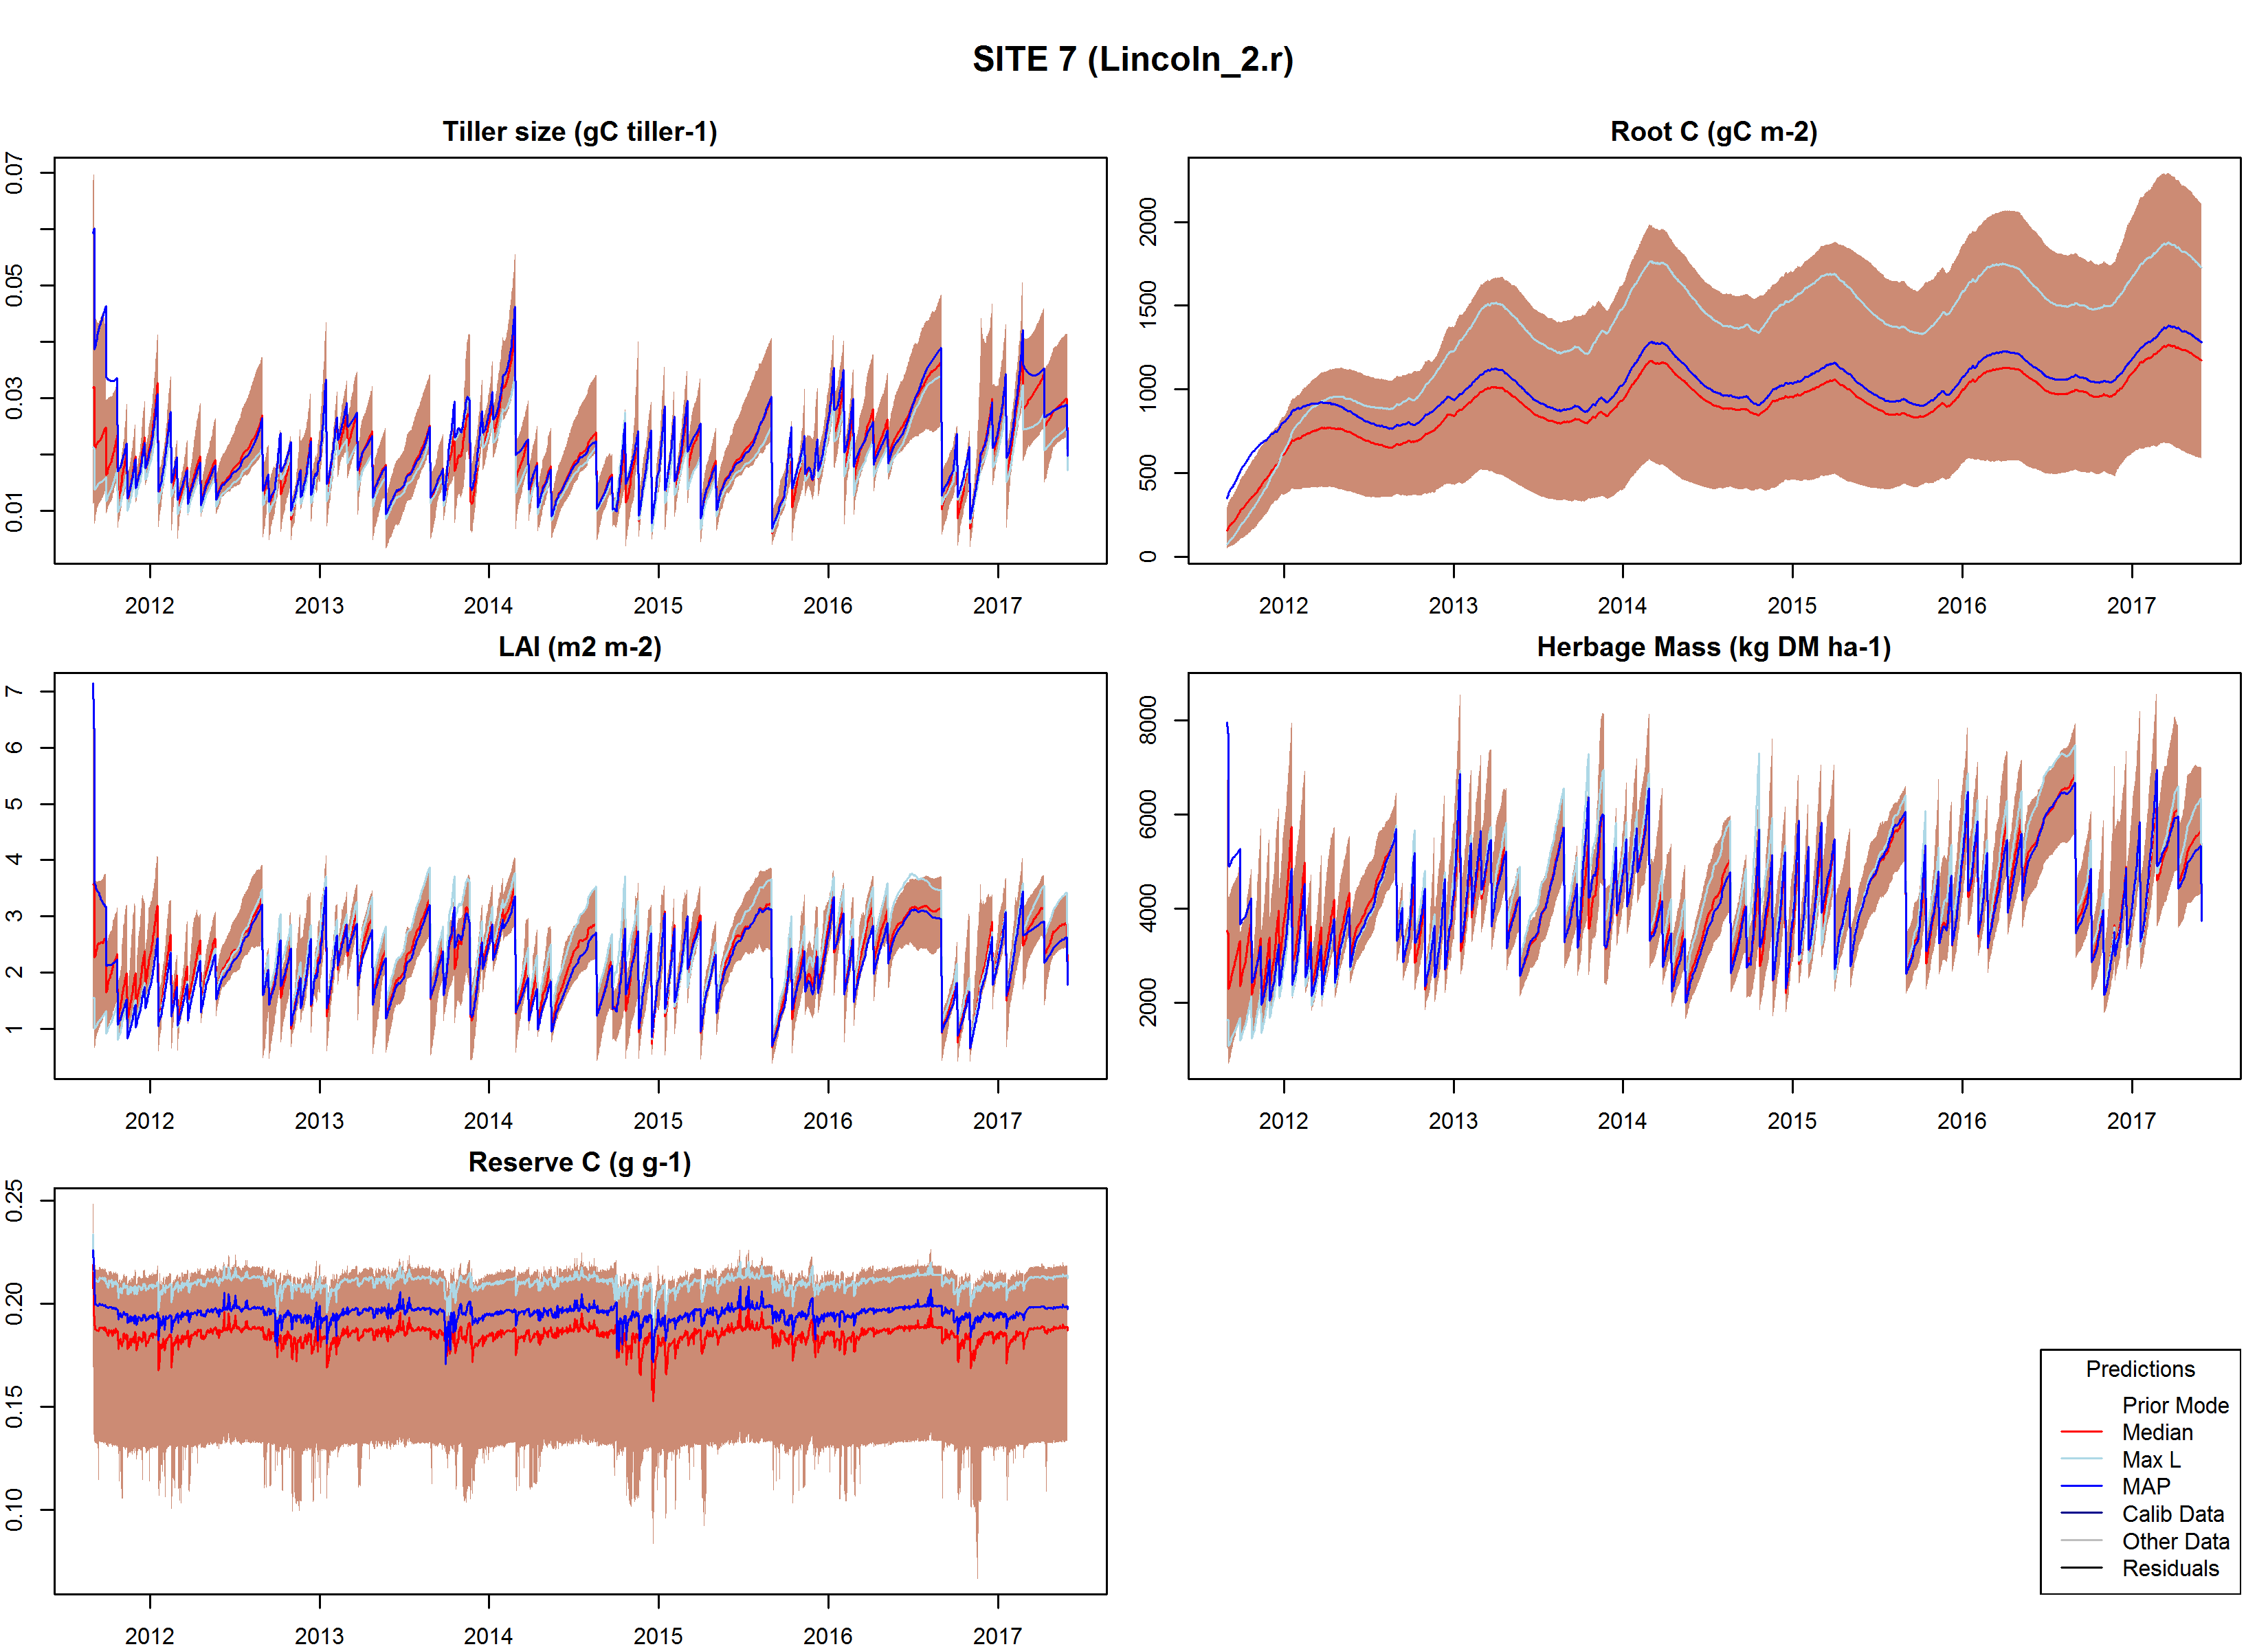 SITE 7 (Lincoln_2.r)
Tiller size (gC tiller-1)
0.07
0.05
0.03
0.01
2012 2013 2014 2015 2016 2017
Root C (gC m-2)
2000
1500
1000
500
0
2012 2013 2014 2015 2016 2017
LAI (m2 m-2)
7
6
5
4
3
2
1
2012 2013 2014 2015 2016 2017
Herbage Mass (kg DM ha-1)
8000
6000
4000
2000
2012 2013 2014 2015 2016 2017
Reserve C (g g-1)
0.25
0.20
0.15
0.10
2012 2013 2014 2015 2016 2017
Predictions
Prior Mode
Median
Max L
MAP
Calib Data
Other Data
Residuals